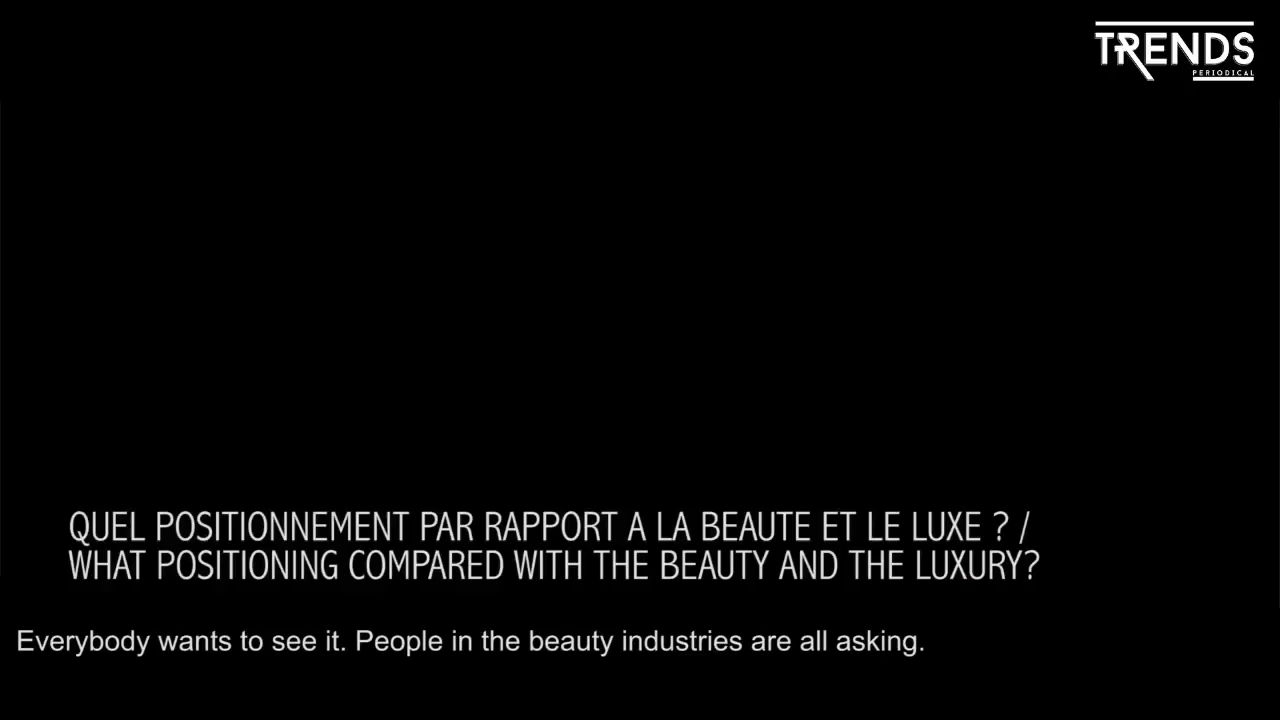 TRENDS
PERIODICAL
QUEL POSITIONNEMENT PAR RAPPORT A LA BEAUTE ET LE LUXE ? /
WHAT POSITIONING COMPARED WITH THE BEAUTY AND THE LUXURY?
Everybody wants to see it. People in the beauty industries are all asking.